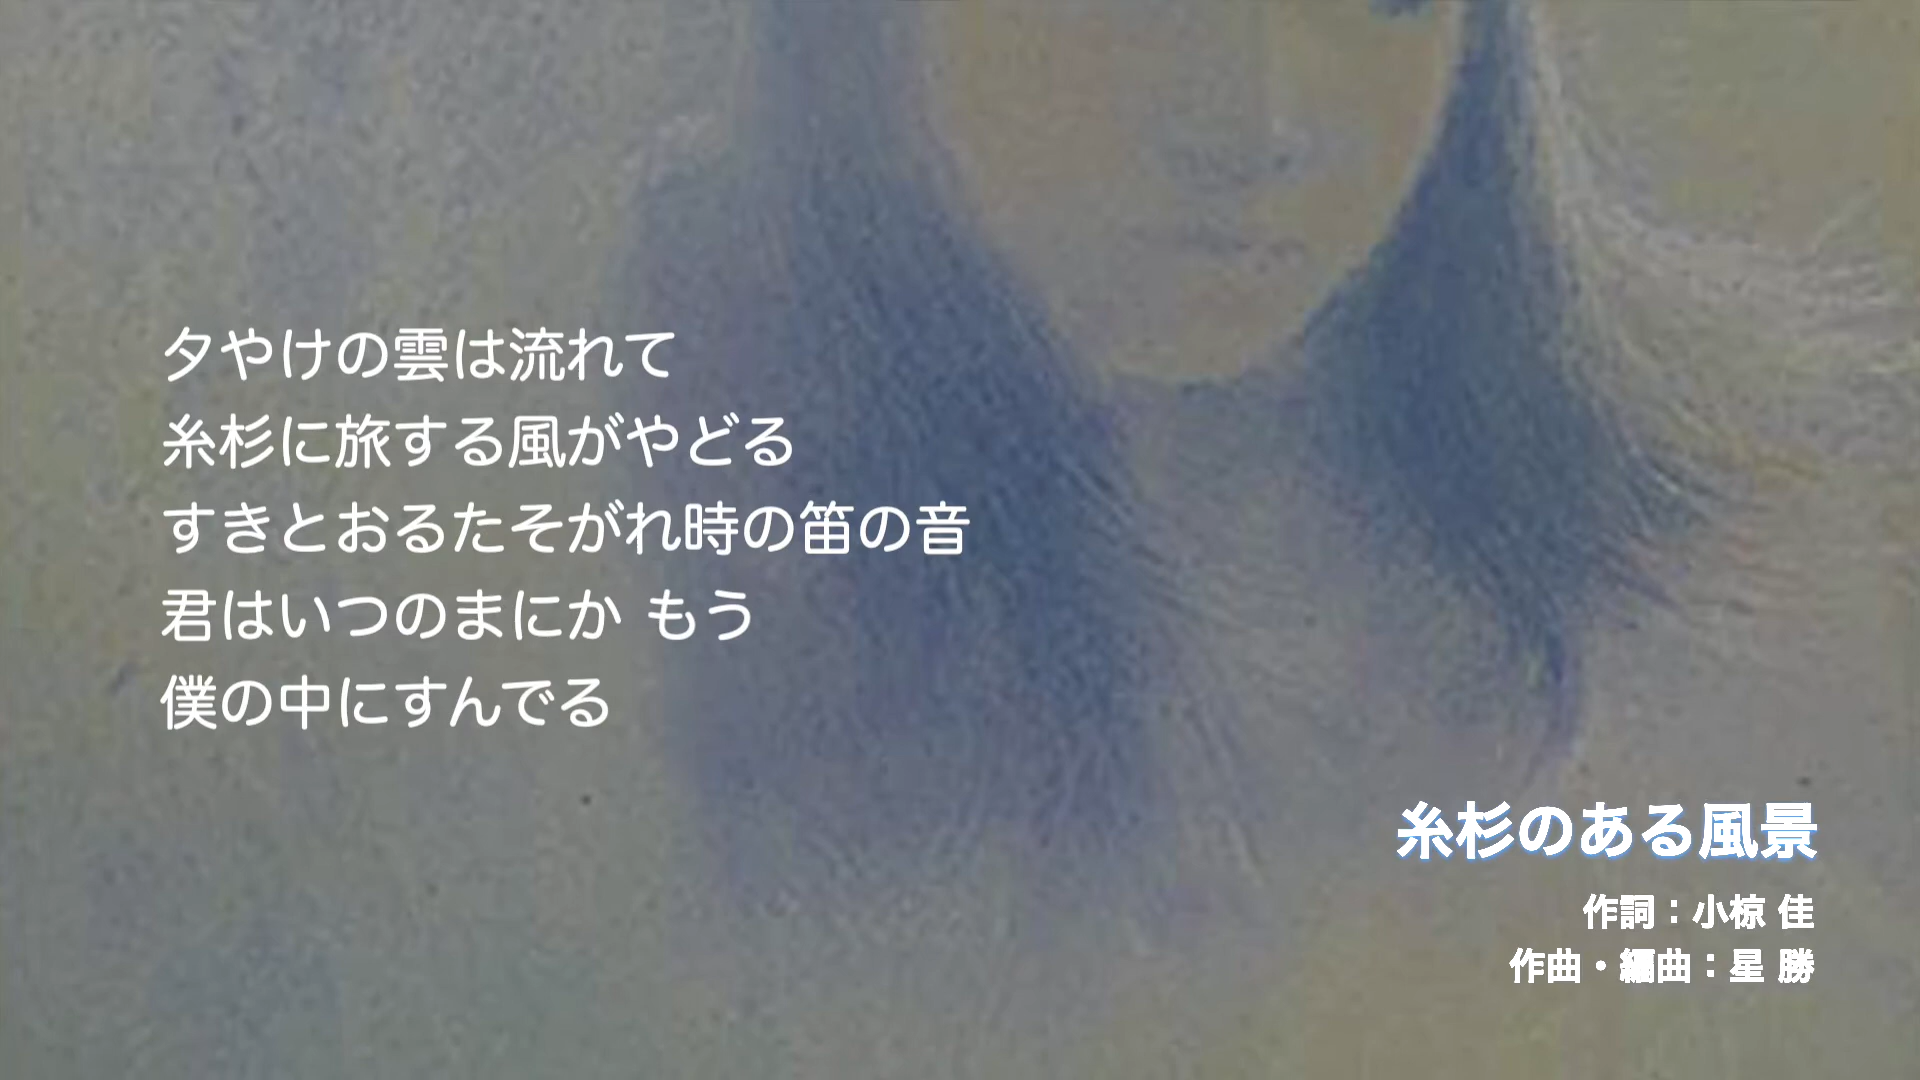 夕やけの雲は流れて
糸杉に旅する風がやどる
すきとおるたそがれ時の笛の音
君はいつのまにか もう
僕の中にすんでる
糸杉のある風景
作詞：小椋 佳
作曲・編曲：星 勝